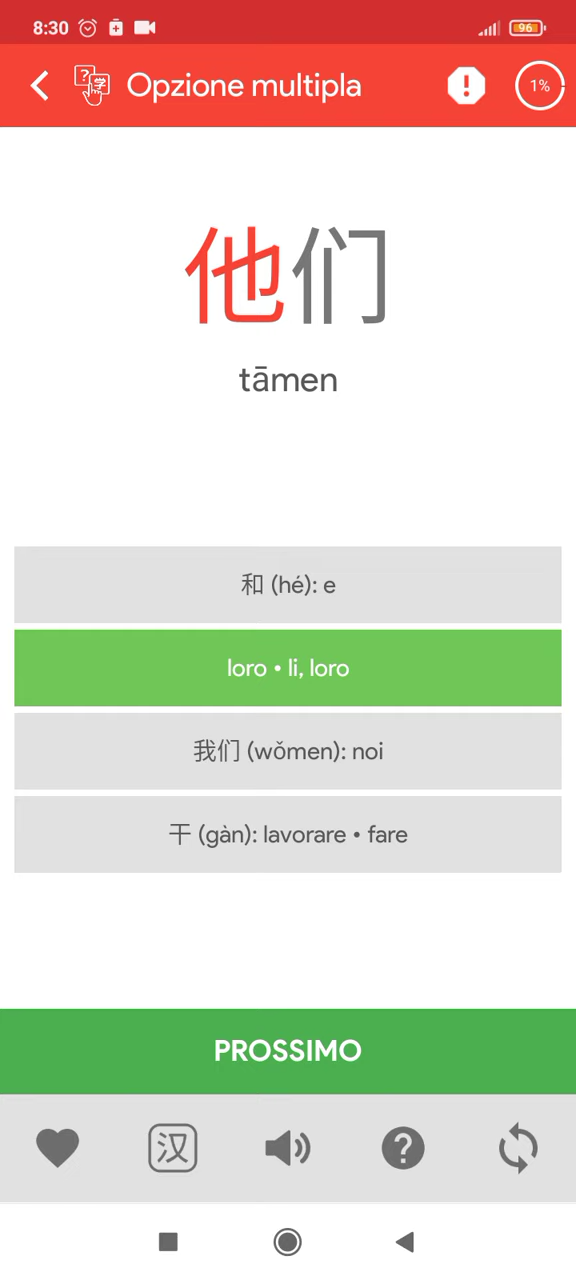 8:30
96
Opzione multipla
1%
他们
tāmen
和 (hé): e
loro • li, loro
我们 (wǒmen): noi
干 (gàn): lavorare • fare
PROSSIMO
汉